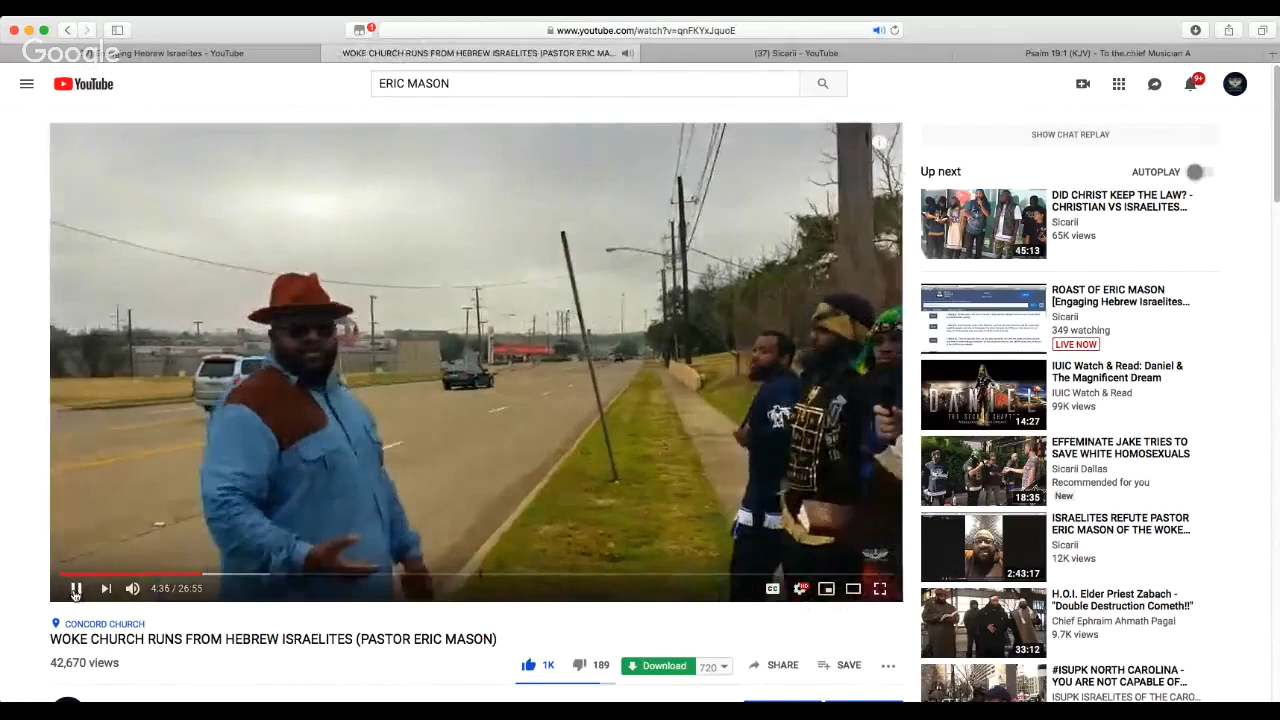 www.youtube.com/watch?v=qnFKYxJquoE
Google
Engaging Hebrew Israelites - YouTube
WOKE CHURCH RUNS FROM HEBREW ISRAELITES (PASTOR ERIC MA...
(37) Sicarii - YouTube
Psalm 19:1 (KJV) - To the chief Musician A
YouTube
ERIC MASON
9+
SHOW CHAT REPLAY
Up next
AUTOPLAY
DID CHRIST KEEP THE LAW? -
CHRISTIAN VS ISRAELITES...
Sicarii
65K views
45:13
ROAST OF ERIC MASON
[Engaging Hebrew Israelites...
Sicarii
349 watching
LIVE NOW
IUIC Watch & Read: Daniel &
The Magnificent Dream
IUIC Watch & Read
99K views
DANIEL
14:27
EFFEMINATE JAKE TRIES TO
SAVE WHITE HOMOSEXUALS
Sicarii Dallas
Recommended for you
New
18:35
ISRAELITES REFUTE PASTOR
ERIC MASON OF THE WOKE...
Sicarii
12K views
2:43:17
H.O.I. Elder Priest Zabach -
"Double Destruction Cometh!!"
Chief Ephraim Ahmath Pagai
9.7K views
33:12
#ISUPK NORTH CAROLINA -
YOU ARE NOT CAPABLE OF...
ISUPK ISRAELITES OF THE CARO...
4:36 / 26:55
CC
HD
CONCORD CHURCH
WOKE CHURCH RUNS FROM HEBREW ISRAELITES (PASTOR ERIC MASON)
42,670 views
1K
189
Download
720
SHARE
SAVE